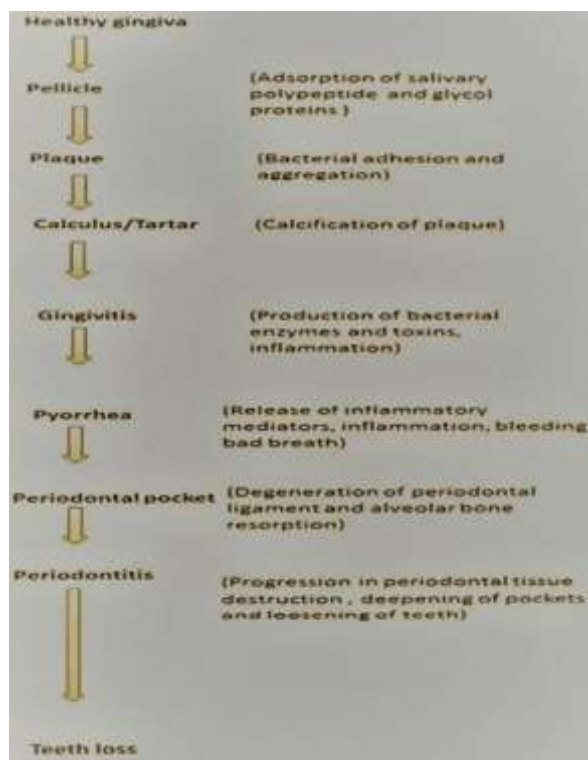 Healthy gingiva
Pellicle
(Adsorption of salivary
polypeptide and glycol
proteins )
Plaque
(Bacterial adhesion and
aggregation)
Calculus/Tartar
(Calcification of plaque)
Gingivitis
(Production of bacterial
enzymes and toxins,
inflammation)
Pyorrhea
(Release of inflammatory
mediators, inflammation, bleeding
bad breath)
Periodontal pocket
(Degeneration of periodontal
ligament and alveolar bone
resorption)
Periodontitis
(Progression in periodontal tissue
destruction , deepening of pockets
and loosening of teeth)
Teeth loss